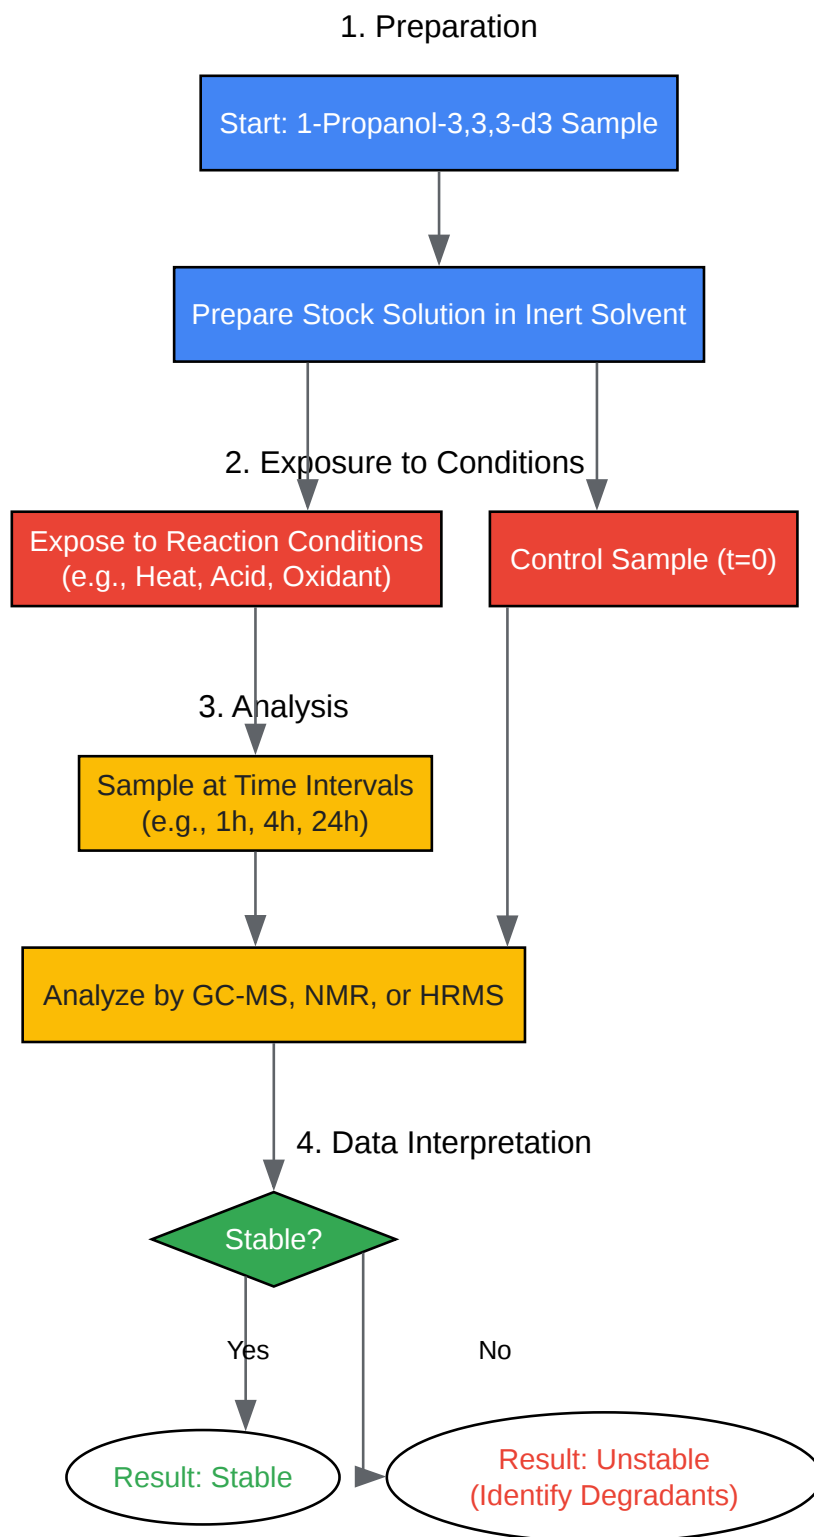 1. Preparation
Start: 1-Propanol-3,3,3-d3 Sample
Prepare Stock Solution in Inert Solvent
2. Exposure to Conditions
Expose to Reaction Conditions
(e.g., Heat, Acid, Oxidant)
Control Sample (t=0)
3. Analysis
Sample at Time Intervals
(e.g., 1h, 4h, 24h)
Analyze by GC-MS, NMR, or HRMS
4. Data Interpretation
Stable?
Yes
No
Result: Stable
Result: Unstable
(Identify Degradants)